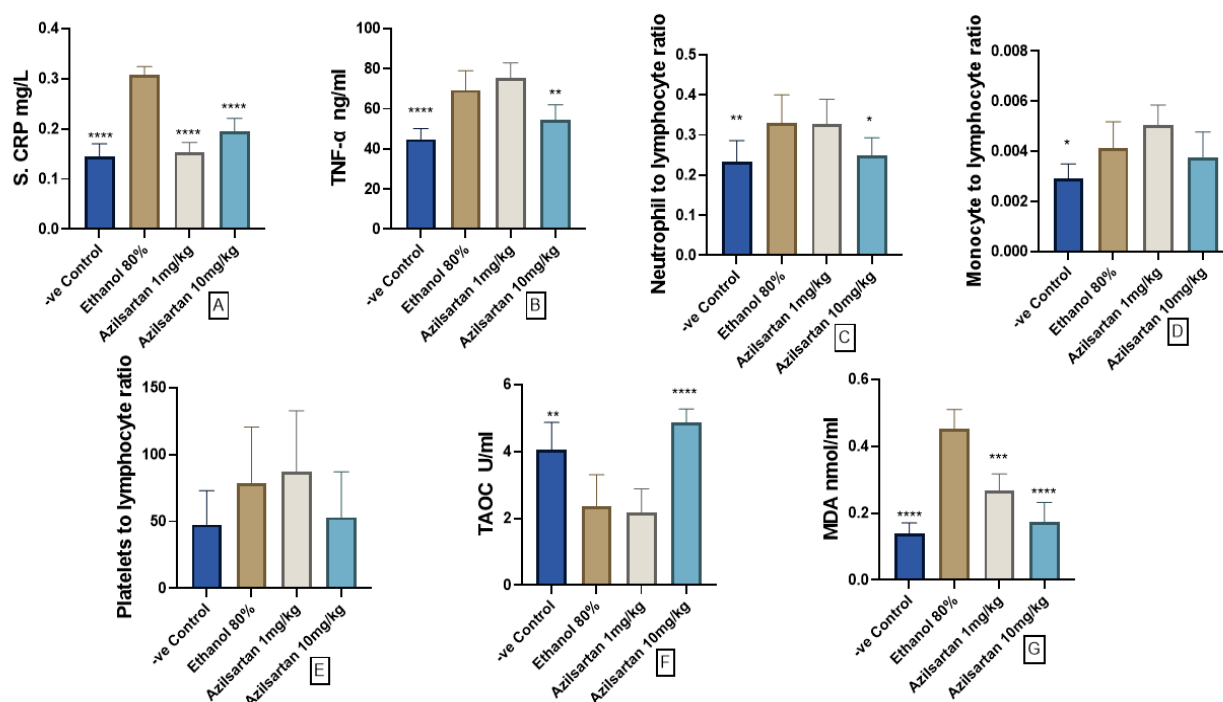 S. CRP mg/L
0.4
0.3
0.2
0.1
0.0
****
****
****
-ve Control
Ethanol 80%
Azilsartan 1mg/kg
Azilsartan 10mg/kg
A
TNF-α ng/ml
100
80
60
40
20
0
****
**
-ve Control
Ethanol 80%
Azilsartan 1mg/kg
Azilsartan 10mg/kg
B
Neutrophil to lymphocyte ratio
0.5
0.4
0.3
0.2
0.1
0.0
**
*
-ve Control
Ethanol 80%
Azilsartan 1mg/kg
Azilsartan 10mg/kg
C
Monocyte to lymphocyte ratio
0.008
0.006
0.004
0.002
0.000
*
-ve Control
Ethanol 80%
Azilsartan 1mg/kg
Azilsartan 10mg/kg
D
Platelets to lymphocyte ratio
150
100
50
0
-ve Control
Ethanol 80%
Azilsartan 1mg/kg
Azilsartan 10mg/kg
E
TAOC U/ml
6
4
2
0
**
****
-ve Control
Ethanol 80%
Azilsartan 1mg/kg
Azilsartan 10mg/kg
F
MDA nmol/ml
0.6
0.4
0.2
0.0
****
***
****
-ve Control
Ethanol 80%
Azilsartan 1mg/kg
Azilsartan 10mg/kg
G